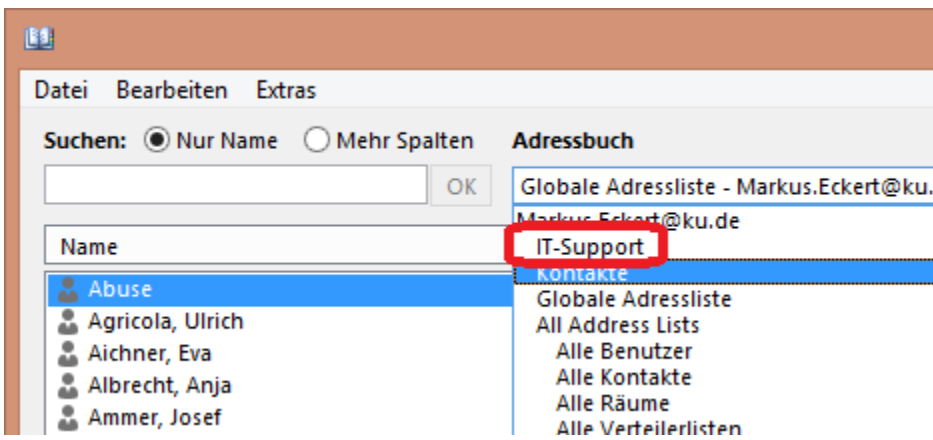 Datei Bearbeiten Extras
Suchen: Nur Name Mehr Spalten Adressbuch
OK Globale Adressliste - Markus.Eckert@ku.
Markus.Eckert@ku.de
Name IT-Support
Kontakte
Abuse Globale Adressliste
Agricola, Ulrich All Address Lists
Aichner, Eva Alle Benutzer
Albrecht, Anja Alle Kontakte
Alle Räume
Ammer, Josef Alle Verteilerlisten